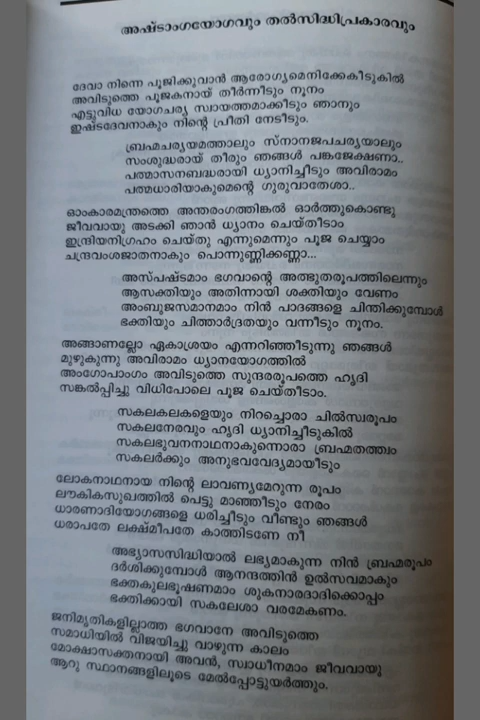 അഷ്ടാംഗയോഗവും തൽസിദ്ധിപ്രകാരവും
ദേവാ നിന്നെ പൂജിക്കുവാൻ ആരോഗ്യമെനിക്കേകീടുകിൽ
അവിടുത്തെ പൂജകനായ് തീർന്നീടും നൂനം
എട്ടുവിധ യോഗചര്യ സ്വായത്തമാക്കീടും ഞാനും
ഇഷ്ടദേവനാകും നിന്റെ പ്രീതി നേടീടും.
ബ്രഹ്മചര്യയമത്താലും സ്നാനജപചര്യയാലും
സംശുദ്ധരായ് തീരും ഞങ്ങൾ പങ്കജേക്ഷണാ..
പത്മാസനബദ്ധരായി ധ്യാനിച്ചീടും അവിരാമം
പത്മധാരിയാകുമെന്റെ ഗുരുവാതേശാ..
ഓംകാരമന്ത്രത്തെ അന്തരംഗത്തിങ്കൽ ഓർത്തുകൊണ്ടു
ജീവവായു അടക്കി ഞാൻ ധ്യാനം ചെയ്തീടാം
ഇന്ദ്രിയനിഗ്രഹം ചെയ്തു എന്നുമെന്നും പൂജ ചെയ്യാം
ചന്ദ്രവംശജാതനാകും പൊന്നുണ്ണിക്കണ്ണാ...
അസ്പഷ്ടമാം ഭഗവാന്റെ അത്ഭുതരൂപത്തിലെന്നും
ആസക്തിയും അതിന്നായി ശക്തിയും വേണം
അംബുജസമാനമാം നിൻ പാദങ്ങളെ ചിന്തിക്കുമ്പോൾ
ഭക്തിയും ചിത്താർദ്രതയും വന്നീടും നൂനം.
അങ്ങാണല്ലോ ഏകാശ്രയം എന്നറിഞ്ഞീടുന്നു ഞങ്ങൾ
മുഴുകുന്നു അവിരാമം ധ്യാനയോഗത്തിൽ
അംഗോപാംഗം അവിടുത്തെ സുന്ദരരൂപത്തെ ഹൃദി
സങ്കൽപ്പിച്ചു വിധിപോലെ പൂജ ചെയ്തീടാം.
സകലകലകളെയും നിറച്ചൊരാ ചിൽസ്വരൂപം
സകലനേരവും ഹൃദി ധ്യാനിച്ചീടുകിൽ
സകലഭുവനനാഥനാകുന്നൊരാ ബ്രഹ്മതത്ത്വം
സകലർക്കും അനുഭവവേദ്യമായീടും
ലോകനാഥനായ നിന്റെ ലാവണ്യമേറുന്ന രൂപം
ലൗകികസുഖത്തിൽ പെട്ടു മാഞ്ഞീടും നേരം
ധാരണാദിയോഗങ്ങളെ ധരിച്ചീടും വീണ്ടും ഞങ്ങൾ
ധരാപതേ ലക്ഷ്മീപതേ കാത്തിടണേ നീ
അഭ്യാസസിദ്ധിയാൽ ലഭ്യമാകുന്ന നിൻ ബ്രഹ്മരൂപം
ദർശിക്കുമ്പോൾ ആനന്ദത്തിൻ ഉൽസവമാകും
ഭക്തകുലഭൂഷണമാം ശുകനാരദാദിക്കൊപ്പം
ഭക്തിക്കായി സകലേശാ വരമേകണം.
ജനിമൃതികളില്ലാത്ത ഭഗവാനേ അവിടുത്തെ
സമാധിയിൽ വിജയിച്ചു വാഴുന്ന കാലം
മോക്ഷാസക്തനായി അവൻ, സ്വാധീനമാം ജീവവായൂ
ആറു സ്ഥാനങ്ങളിലൂടെ മേൽപ്പോട്ടുയർത്തും.